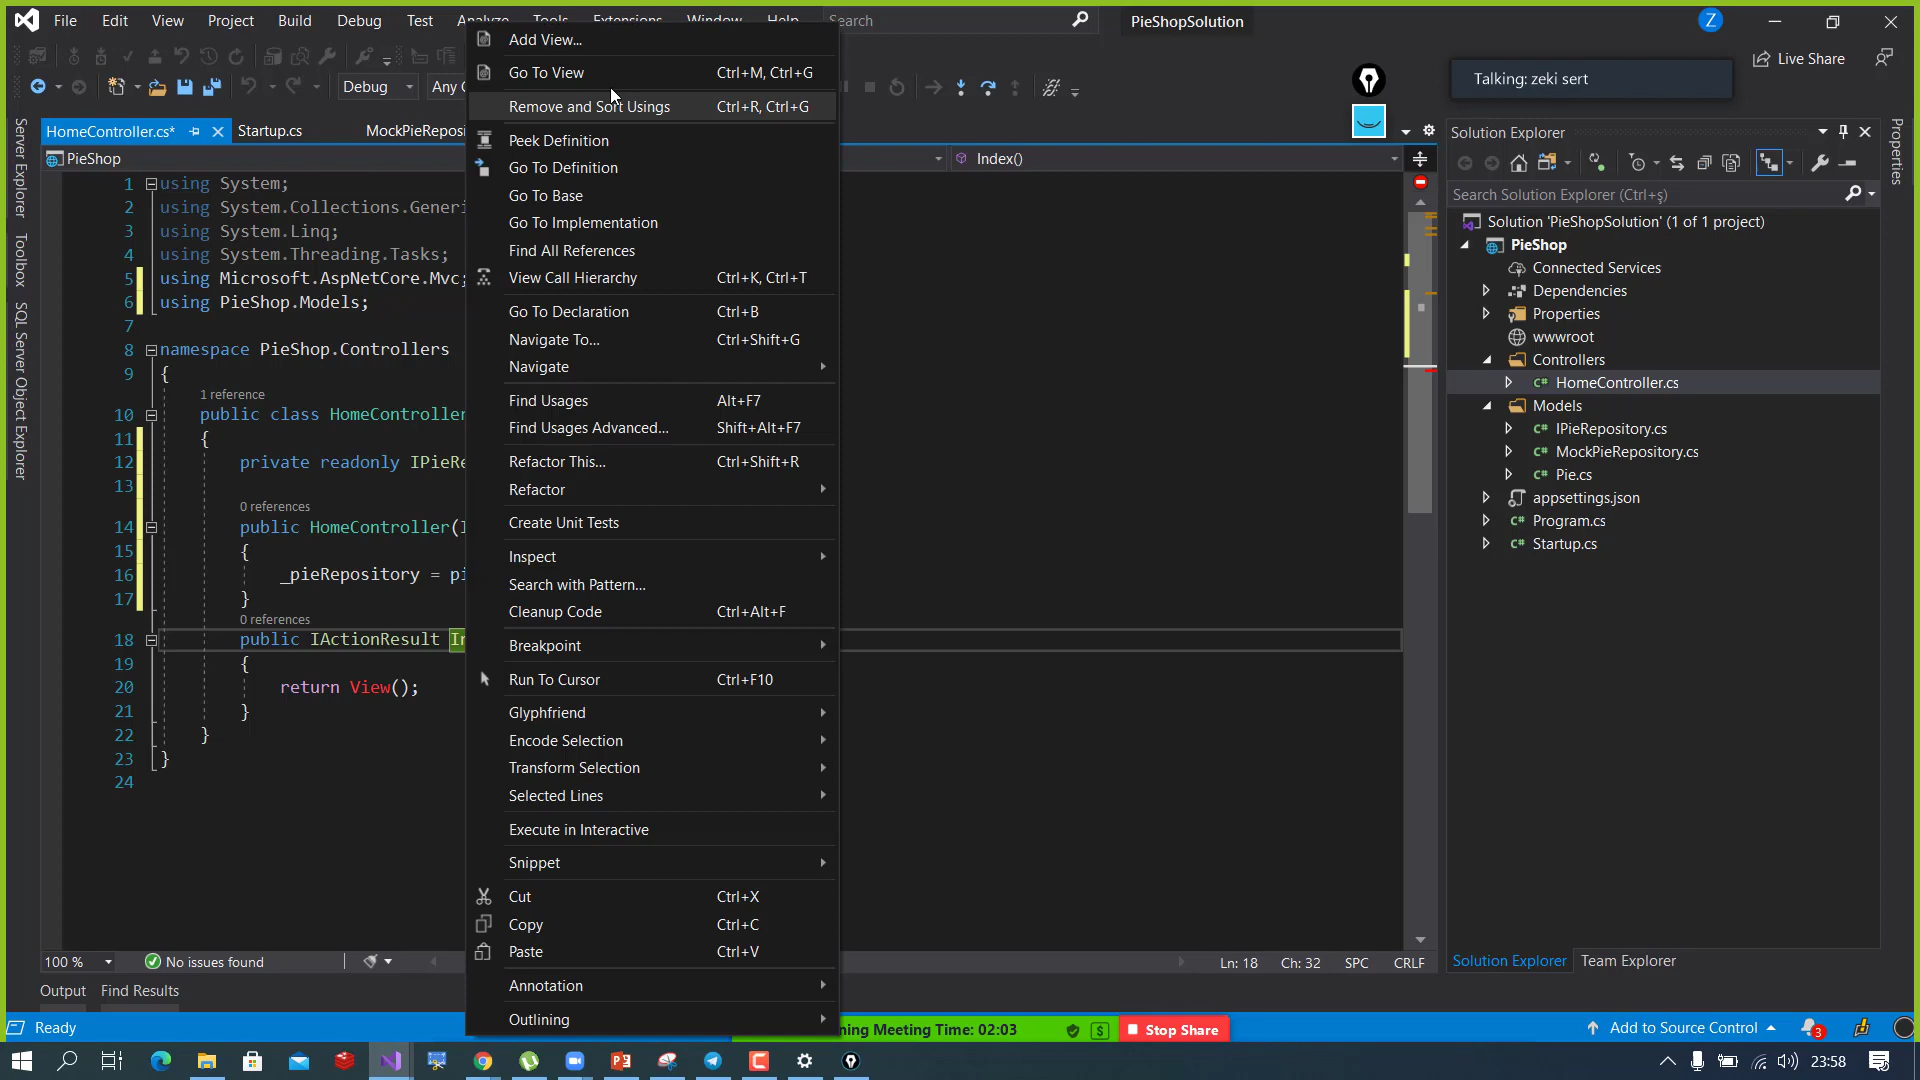 File Edit View Project Build Debug Test Analyze Tools Extensions Window Help Search PieShopSolution Z
Debug Any C Live Share
Talking: zeki sert
HomeController.cs* Startup.cs MockPieReposi
PieShop Index()
1 using System;
2 using System.Collections.Generi
3 using System.Linq;
4 using System.Threading.Tasks;
5 using Microsoft.AspNetCore.Mvc;
6 using PieShop.Models;
7
8 namespace PieShop.Controllers
9 {
1 reference
10 public class HomeController
11 {
12 private readonly IPieRe
13
0 references
14 public HomeController(I
15 {
16 _pieRepository = pi
17 }
0 references
18 public IActionResult In
19 {
20 return View();
21 }
22 }
23 }
24
Add View...
Go To View Ctrl+M, Ctrl+G
Remove and Sort Usings Ctrl+R, Ctrl+G
Peek Definition
Go To Definition
Go To Base
Go To Implementation
Find All References
View Call Hierarchy Ctrl+K, Ctrl+T
Go To Declaration Ctrl+B
Navigate To... Ctrl+Shift+G
Navigate
Find Usages Alt+F7
Find Usages Advanced... Shift+Alt+F7
Refactor This... Ctrl+Shift+R
Refactor
Create Unit Tests
Inspect
Search with Pattern...
Cleanup Code Ctrl+Alt+F
Breakpoint
Run To Cursor Ctrl+F10
Glyphfriend
Encode Selection
Transform Selection
Selected Lines
Execute in Interactive
Snippet
Cut Ctrl+X
Copy Ctrl+C
Paste Ctrl+V
Annotation
Outlining
Server Explorer
Toolbox
SQL Server Object Explorer
Solution Explorer
Search Solution Explorer (Ctrl+ş)
Solution 'PieShopSolution' (1 of 1 project)
PieShop
Connected Services
Dependencies
Properties
wwwroot
Controllers
HomeController.cs
Models
IPieRepository.cs
MockPieRepository.cs
Pie.cs
appsettings.json
Program.cs
Startup.cs
Properties
100 % No issues found Ln: 18 Ch: 32 SPC CRLF
Solution Explorer Team Explorer
Output Find Results
Ready ning Meeting Time: 02:03 Stop Share Add to Source Control 3
23:58